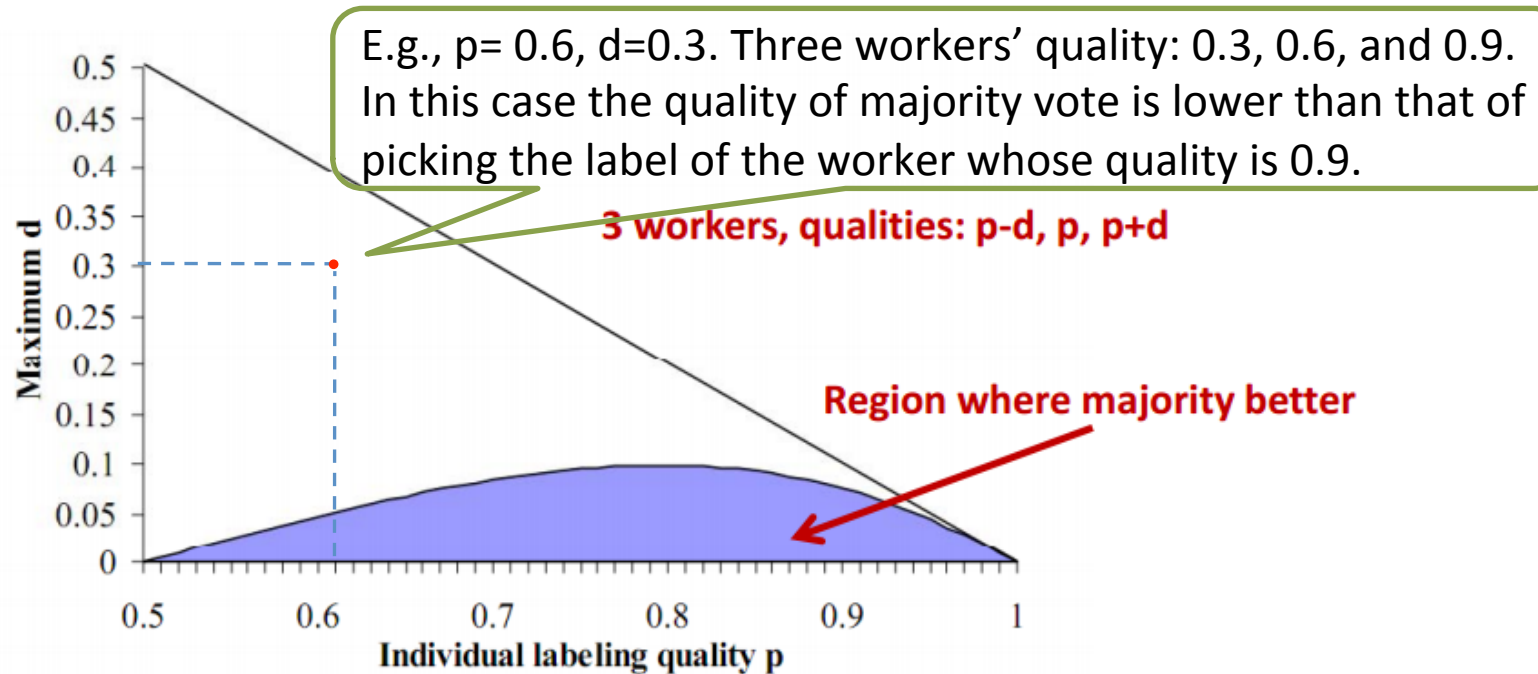 E.g., p= 0.6, d=0.3. Three workers’ quality: 0.3, 0.6, and 0.9.
In this case the quality of majority vote is lower than that of
picking the label of the worker whose quality is 0.9.
3 workers, qualities: p-d, p, p+d
Region where majority better
Maximum d
0.5
0.45
0.4
0.35
0.3
0.25
0.2
0.15
0.1
0.05
0
0.5 0.6 0.7 0.8 0.9 1
Individual labeling quality p